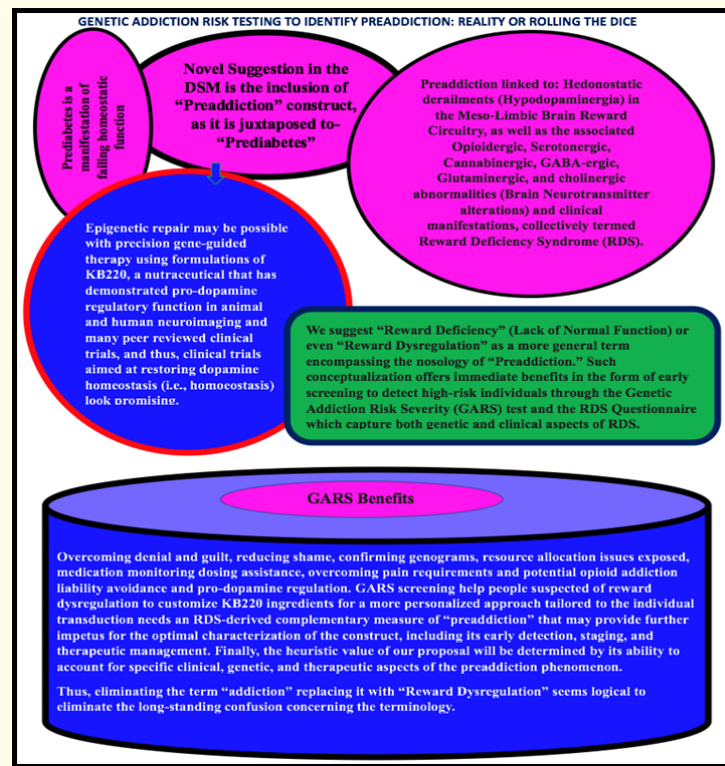 GENETIC ADDICTION RISK TESTING TO IDENTIFY PREADDICTION: REALITY OR ROLLING THE DICE
Prediabetes is a
manifestation of
failing homeostatic
function
Novel Suggestion in the
DSM is the inclusion of
“Preaddiction” construct,
as it is juxtaposed to-
“Prediabetes”
Preaddiction linked to: Hedonostatic
derailments (Hypodopaminergia) in
the Meso-Limbic Brain Reward
Circuitry, as well as the associated
Opioidergic, Serotonergic,
Cannabinergic, GABA-ergic,
Glutaminergic, and cholinergic
abnormalities (Brain Neurotransmitter
alterations) and clinical
manifestations, collectively termed
Reward Deficiency Syndrome (RDS).
Epigenetic repair may be possible
with precision gene-guided
therapy using formulations of
KB220, a nutraceutical that has
demonstrated pro-dopamine
regulatory function in animal
and human neuroimaging and
many peer reviewed clinical
trials, and thus, clinical trials
aimed at restoring dopamine
homeostasis (i.e., homoeostasis)
look promising.
We suggest “Reward Deficiency” (Lack of Normal Function) or
even “Reward Dysregulation” as a more general term
encompassing the nosology of “Preaddiction.” Such
conceptualization offers immediate benefits in the form of early
screening to detect high-risk individuals through the Genetic
Addiction Risk Severity (GARS) test and the RDS Questionnaire
which capture both genetic and clinical aspects of RDS.
GARS Benefits
Overcoming denial and guilt, reducing shame, confirming genograms, resource allocation issues exposed,
medication monitoring dosing assistance, overcoming pain requirements and potential opioid addiction
liability avoidance and pro-dopamine regulation. GARS screening help people suspected of reward
dysregulation to customize KB220 ingredients for a more personalized approach tailored to the individual
transduction needs an RDS-derived complementary measure of “preaddiction” that may provide further
impetus for the optimal characterization of the construct, including its early detection, staging, and
therapeutic management. Finally, the heuristic value of our proposal will be determined by its ability to
account for specific clinical, genetic, and therapeutic aspects of the preaddiction phenomenon.
Thus, eliminating the term “addiction” replacing it with “Reward Dysregulation” seems logical to
eliminate the long-standing confusion concerning the terminology.